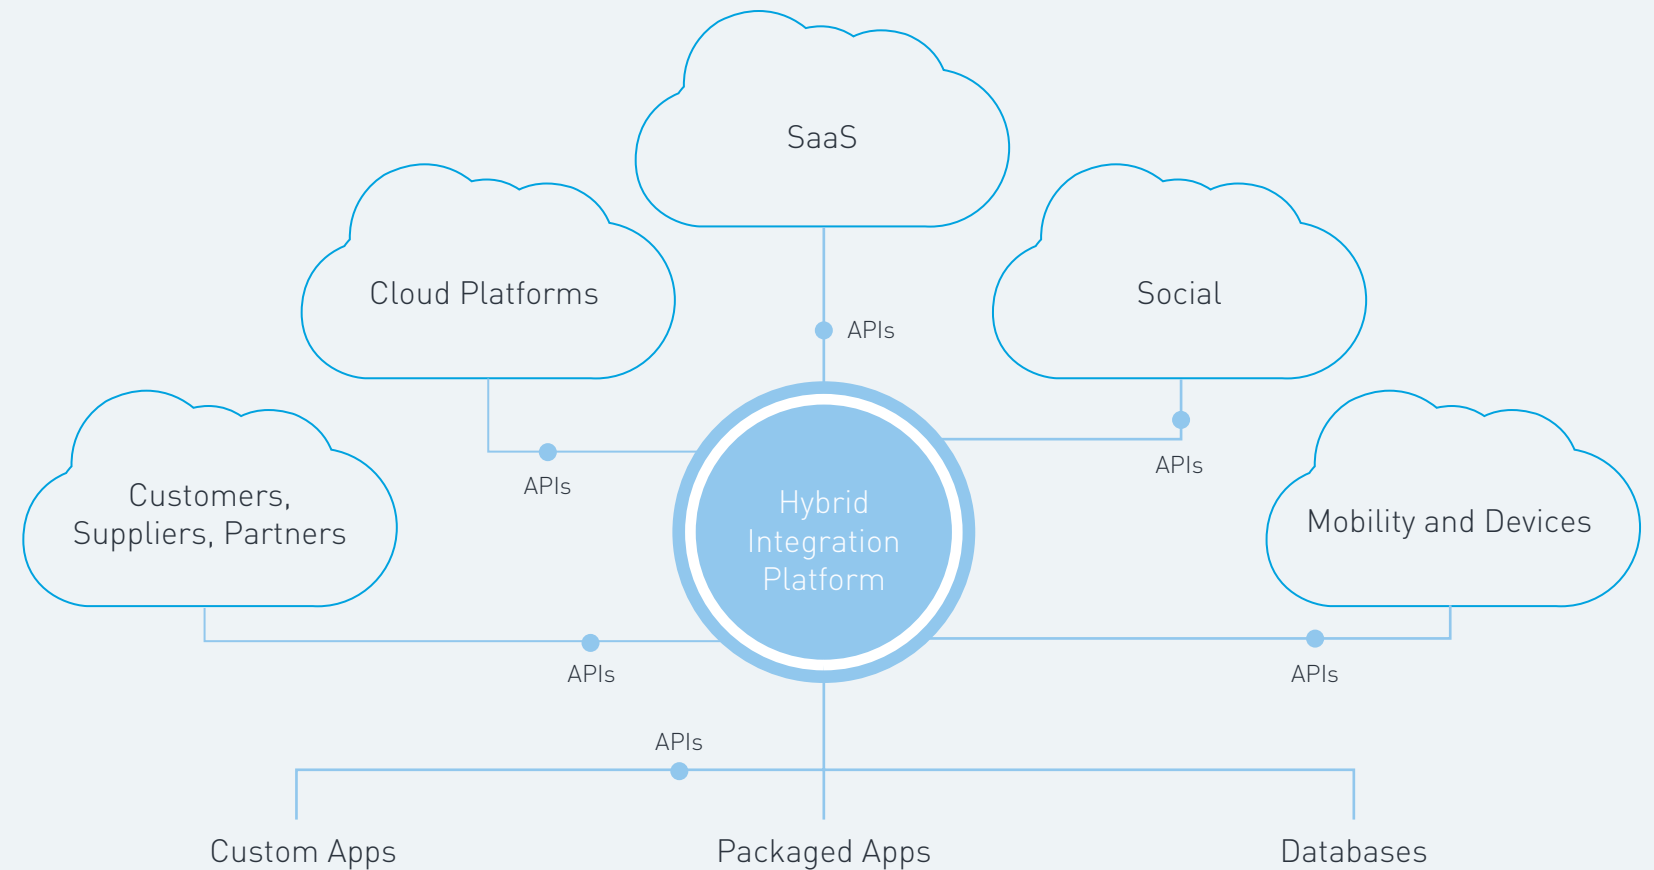 SaaS
Cloud Platforms
Social
APIs
APIs
APIs
Customers,
Suppliers, Partners
Hybrid
Integration
Platform
Mobility and Devices
APIs
APIs
APIs
Custom Apps
Packaged Apps
Databases